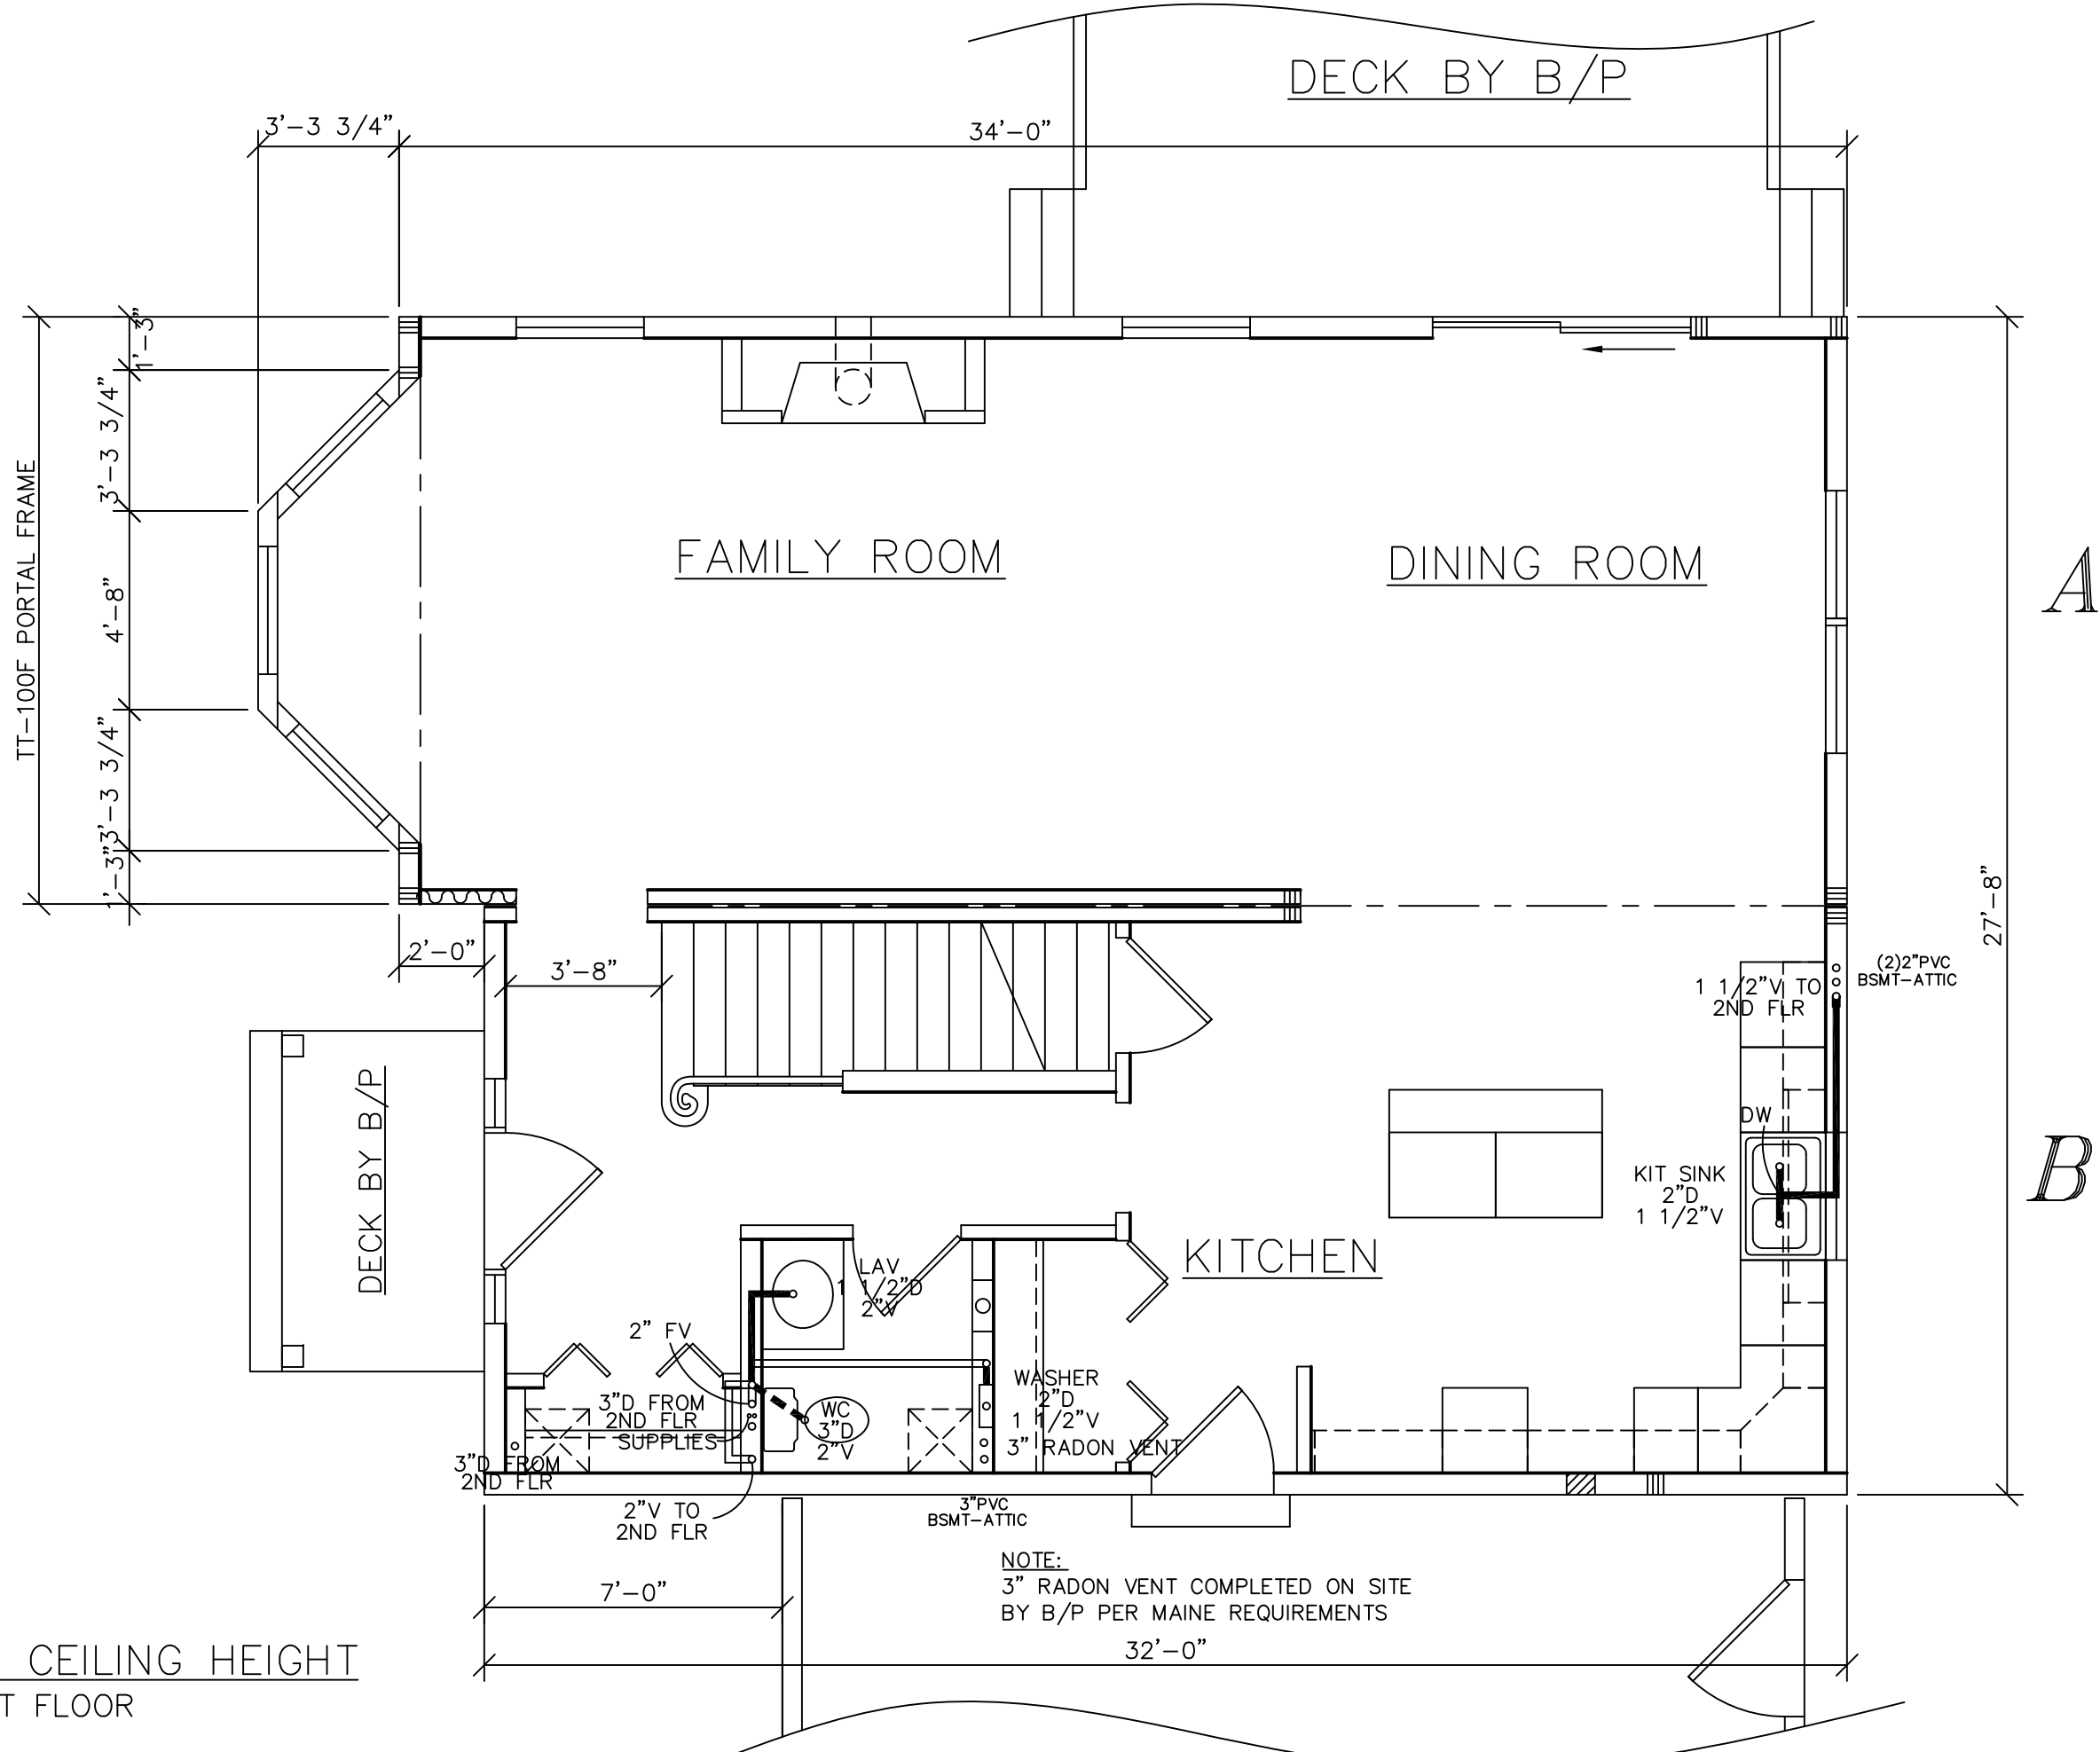 DECK BY B/P
3'-3 3/4"
34'-0"
1'-3"
3'-3 3/4"
TT-100F PORTAL FRAME
4'-8"
3'-3 3/4"
1'-3"
FAMILY ROOM
DINING ROOM
A
27'-8"
2'-0"
3'-8"
(2)2"PVC
BSMT-ATTIC
1 1/2"V TO
2ND FLR
DECK BY B/P
DW
KIT SINK
2"D
1 1/2"V
B
KITCHEN
LAV
1 1/2"D
2"V
2" FV
WASHER
2"D
1 1/2"V
3" RADON VENT
WC
3"D
2"V
3"D FROM
2ND FLR
SUPPLIES
3"D FROM
2ND FLR
2"V TO
2ND FLR
3"PVC
BSMT-ATTIC
NOTE:
3" RADON VENT COMPLETED ON SITE
BY B/P PER MAINE REQUIREMENTS
7'-0"
32'-0"
CEILING HEIGHT
T FLOOR